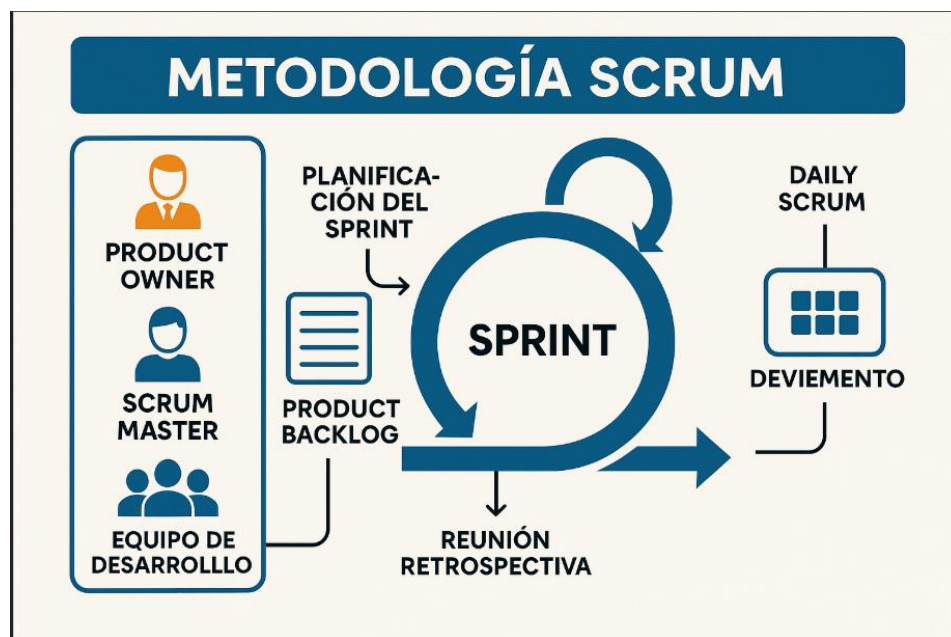 METODOLOGÍA SCRUM
PRODUCT
OWNER
SCRUM
MASTER
EQUIPO DE
DESARROLLLO
PLANIFICA-
CIÓN DEL
SPRINT
PRODUCT
BACKLOG
SPRINT
REUNIÓN
RETROSPECTIVA
DAILY
SCRUM
DEVIEMENTO